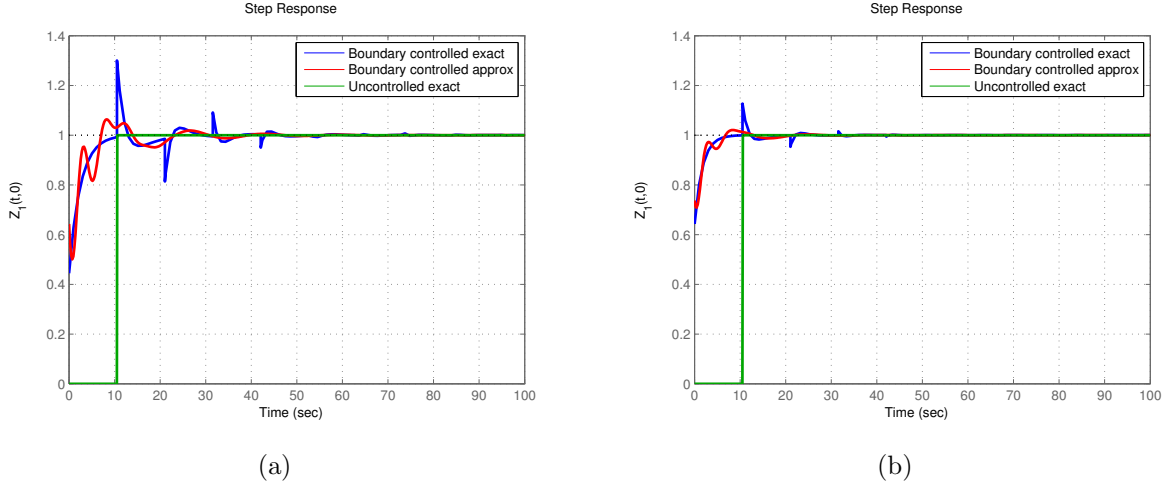 Step Response
1.4
1.2
1
0.8
0.6
0.4
0.2
0
Z1(t,0)
Boundary controlled exact
Boundary controlled approx
Uncontrolled exact
0 10 20 30 40 50 60 70 80 90 100
Time (sec)
(a)
Step Response
1.4
1.2
1
0.8
0.6
0.4
0.2
0
Z1(t,0)
Boundary controlled exact
Boundary controlled approx
Uncontrolled exact
0 10 20 30 40 50 60 70 80 90 100
Time (sec)
(b)